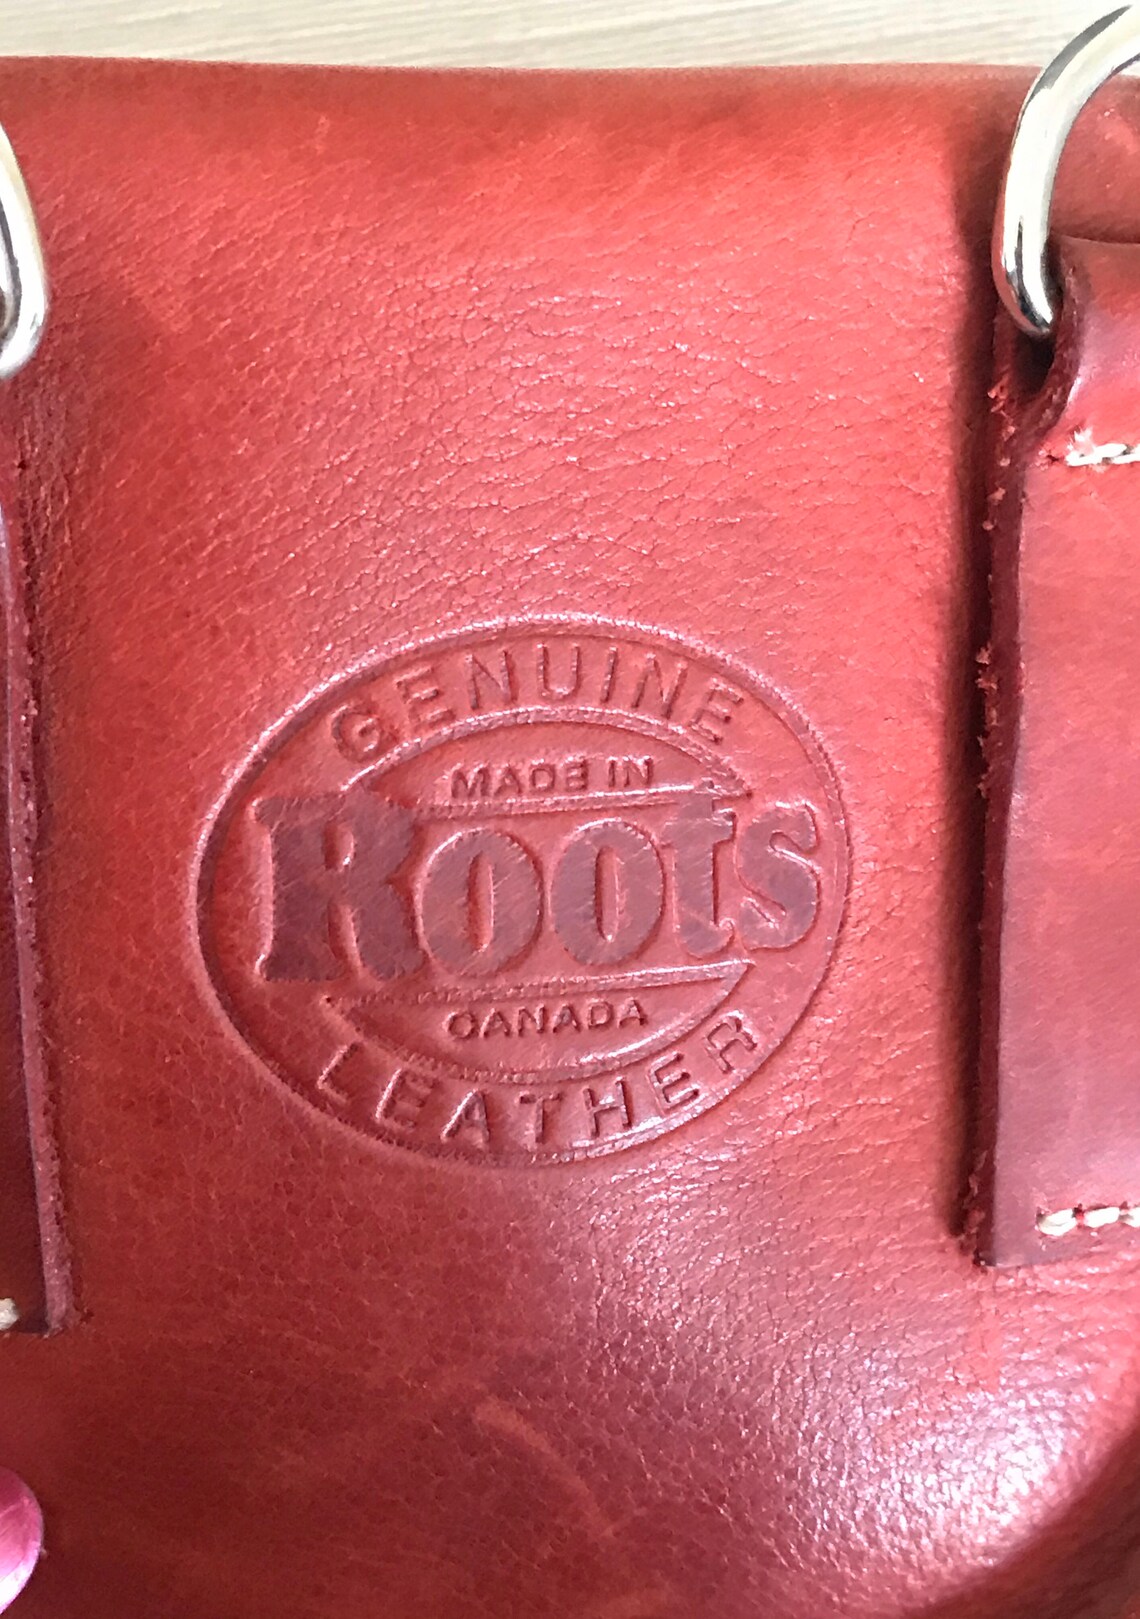 GENUINE
MADE IN
Roots
CANADA
LEATHER